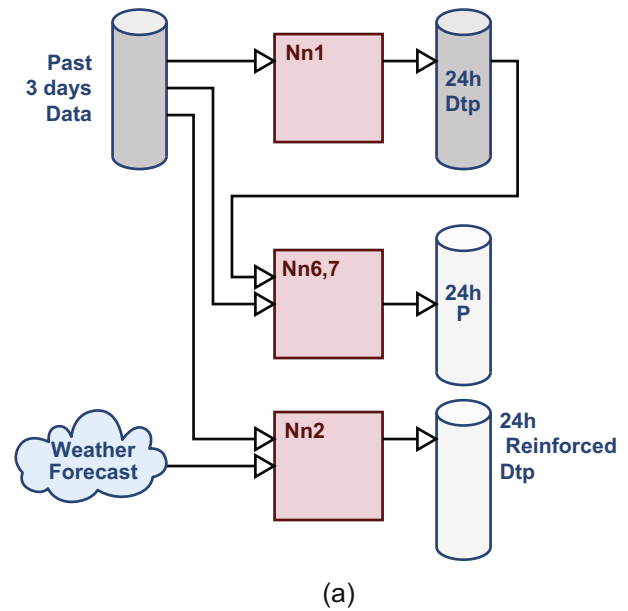 Past
3 days
Data
Nn1
24h
Dtp
Nn6,7
24h
P
Weather
Forecast
Nn2
24h
Reinforced
Dtp
(a)